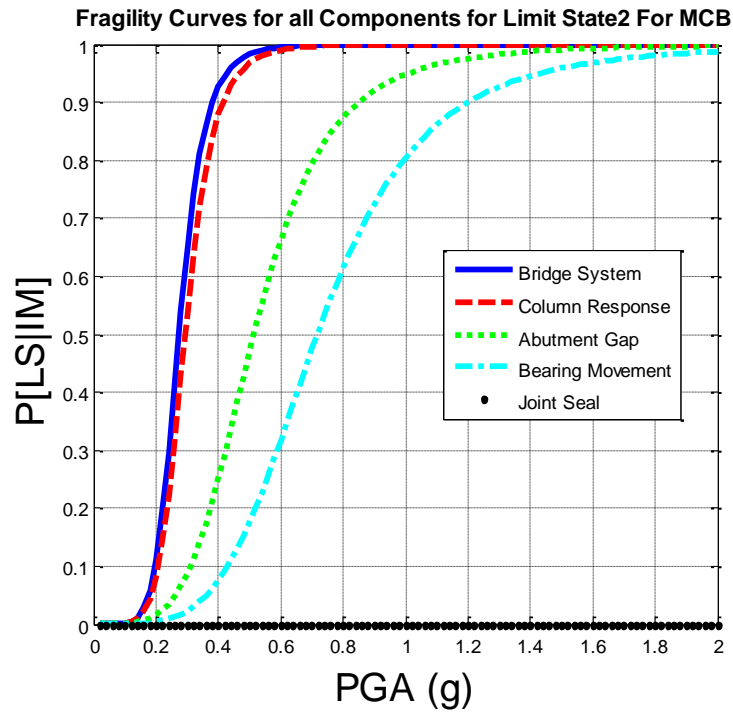 Fragility Curves for all Components for Limit State2 For MCB
P[LS|IM]
1
0.9
0.8
0.7
0.6
0.5
0.4
0.3
0.2
0.1
0
Bridge System
Column Response
Abutment Gap
Bearing Movement
Joint Seal
0 0.2 0.4 0.6 0.8 1 1.2 1.4 1.6 1.8 2
PGA (g)